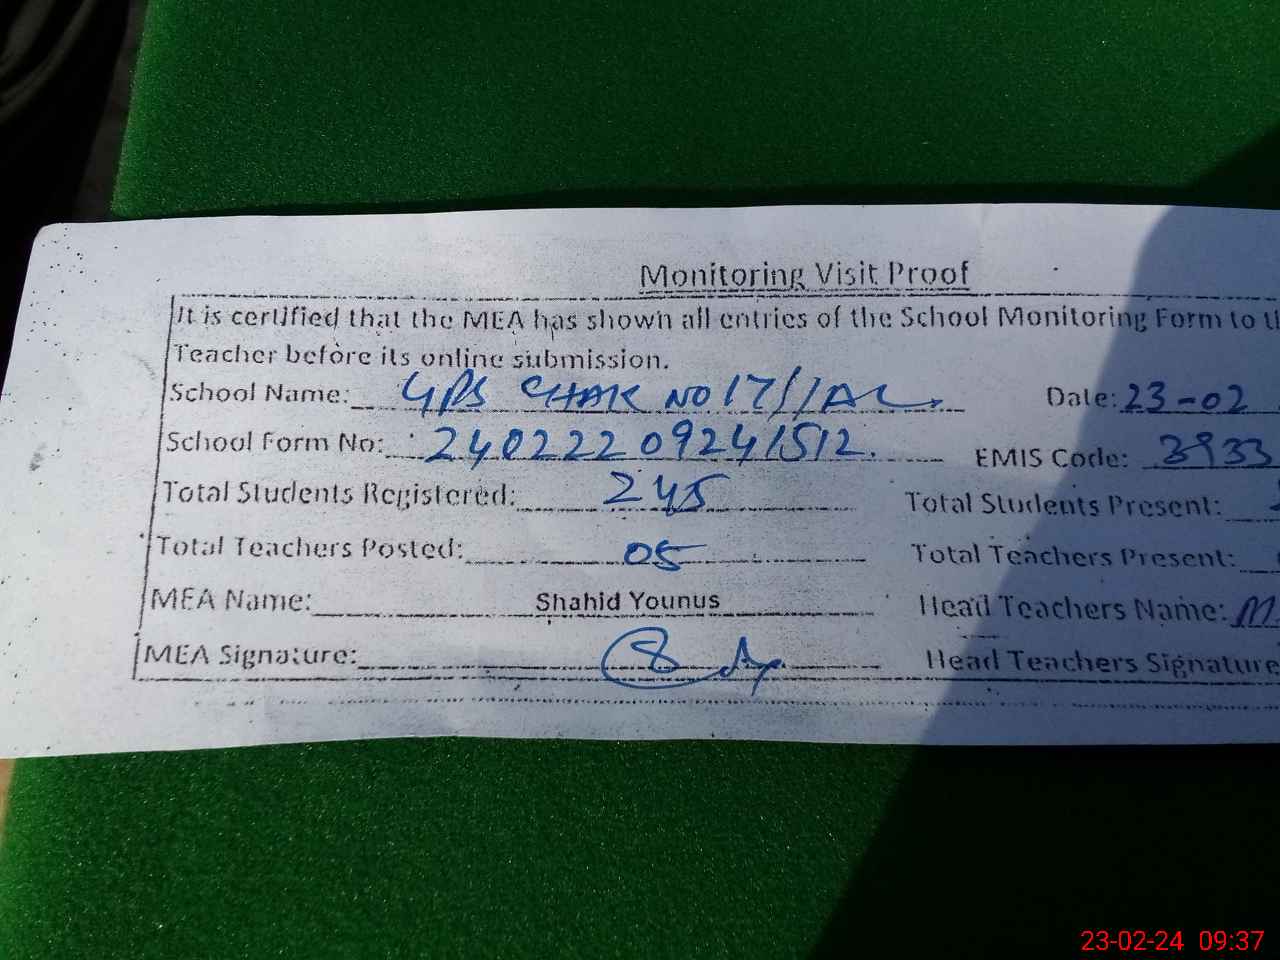 Monitoring Visit Proof
It is certified that the MEA has shown all entries of the School Monitoring Form to
Teacher before its online submission.
School Name: GPS CHAK NO 17/1AL Date: 23-02
School Form No: 24022209241512. EMIS Code: 3933
Total Students Registered: 245 Total Students Present:
Total Teachers Posted: 05 Total Teachers Present:
MEA Name: Shahid Younus Head Teachers Name: M
MEA Signature: Head Teachers Signature
23-02-24 09:37